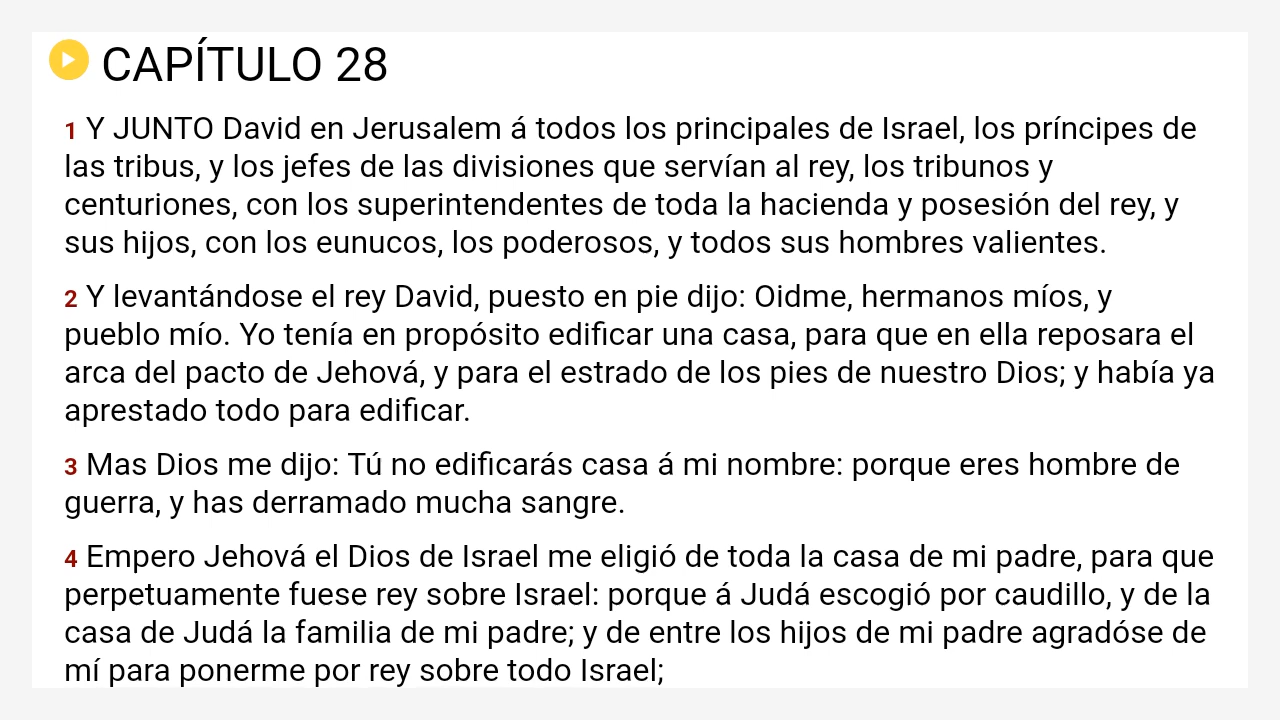 CAPÍTULO 28
1 Y JUNTO David en Jerusalem á todos los principales de Israel, los príncipes de
las tribus, y los jefes de las divisiones que servían al rey, los tribunos y
centuriones, con los superintendentes de toda la hacienda y posesión del rey, y
sus hijos, con los eunucos, los poderosos, y todos sus hombres valientes.
2 Y levantándose el rey David, puesto en pie dijo: Oidme, hermanos míos, y
pueblo mío. Yo tenía en propósito edificar una casa, para que en ella reposara el
arca del pacto de Jehová, y para el estrado de los pies de nuestro Dios; y había ya
aprestado todo para edificar.
3 Mas Dios me dijo: Tú no edificarás casa á mi nombre: porque eres hombre de
guerra, y has derramado mucha sangre.
4 Empero Jehová el Dios de Israel me eligió de toda la casa de mi padre, para que
perpetuamente fuese rey sobre Israel: porque á Judá escogió por caudillo, y de la
casa de Judá la familia de mi padre; y de entre los hijos de mi padre agradóse de
mí para ponerme por rey sobre todo Israel;